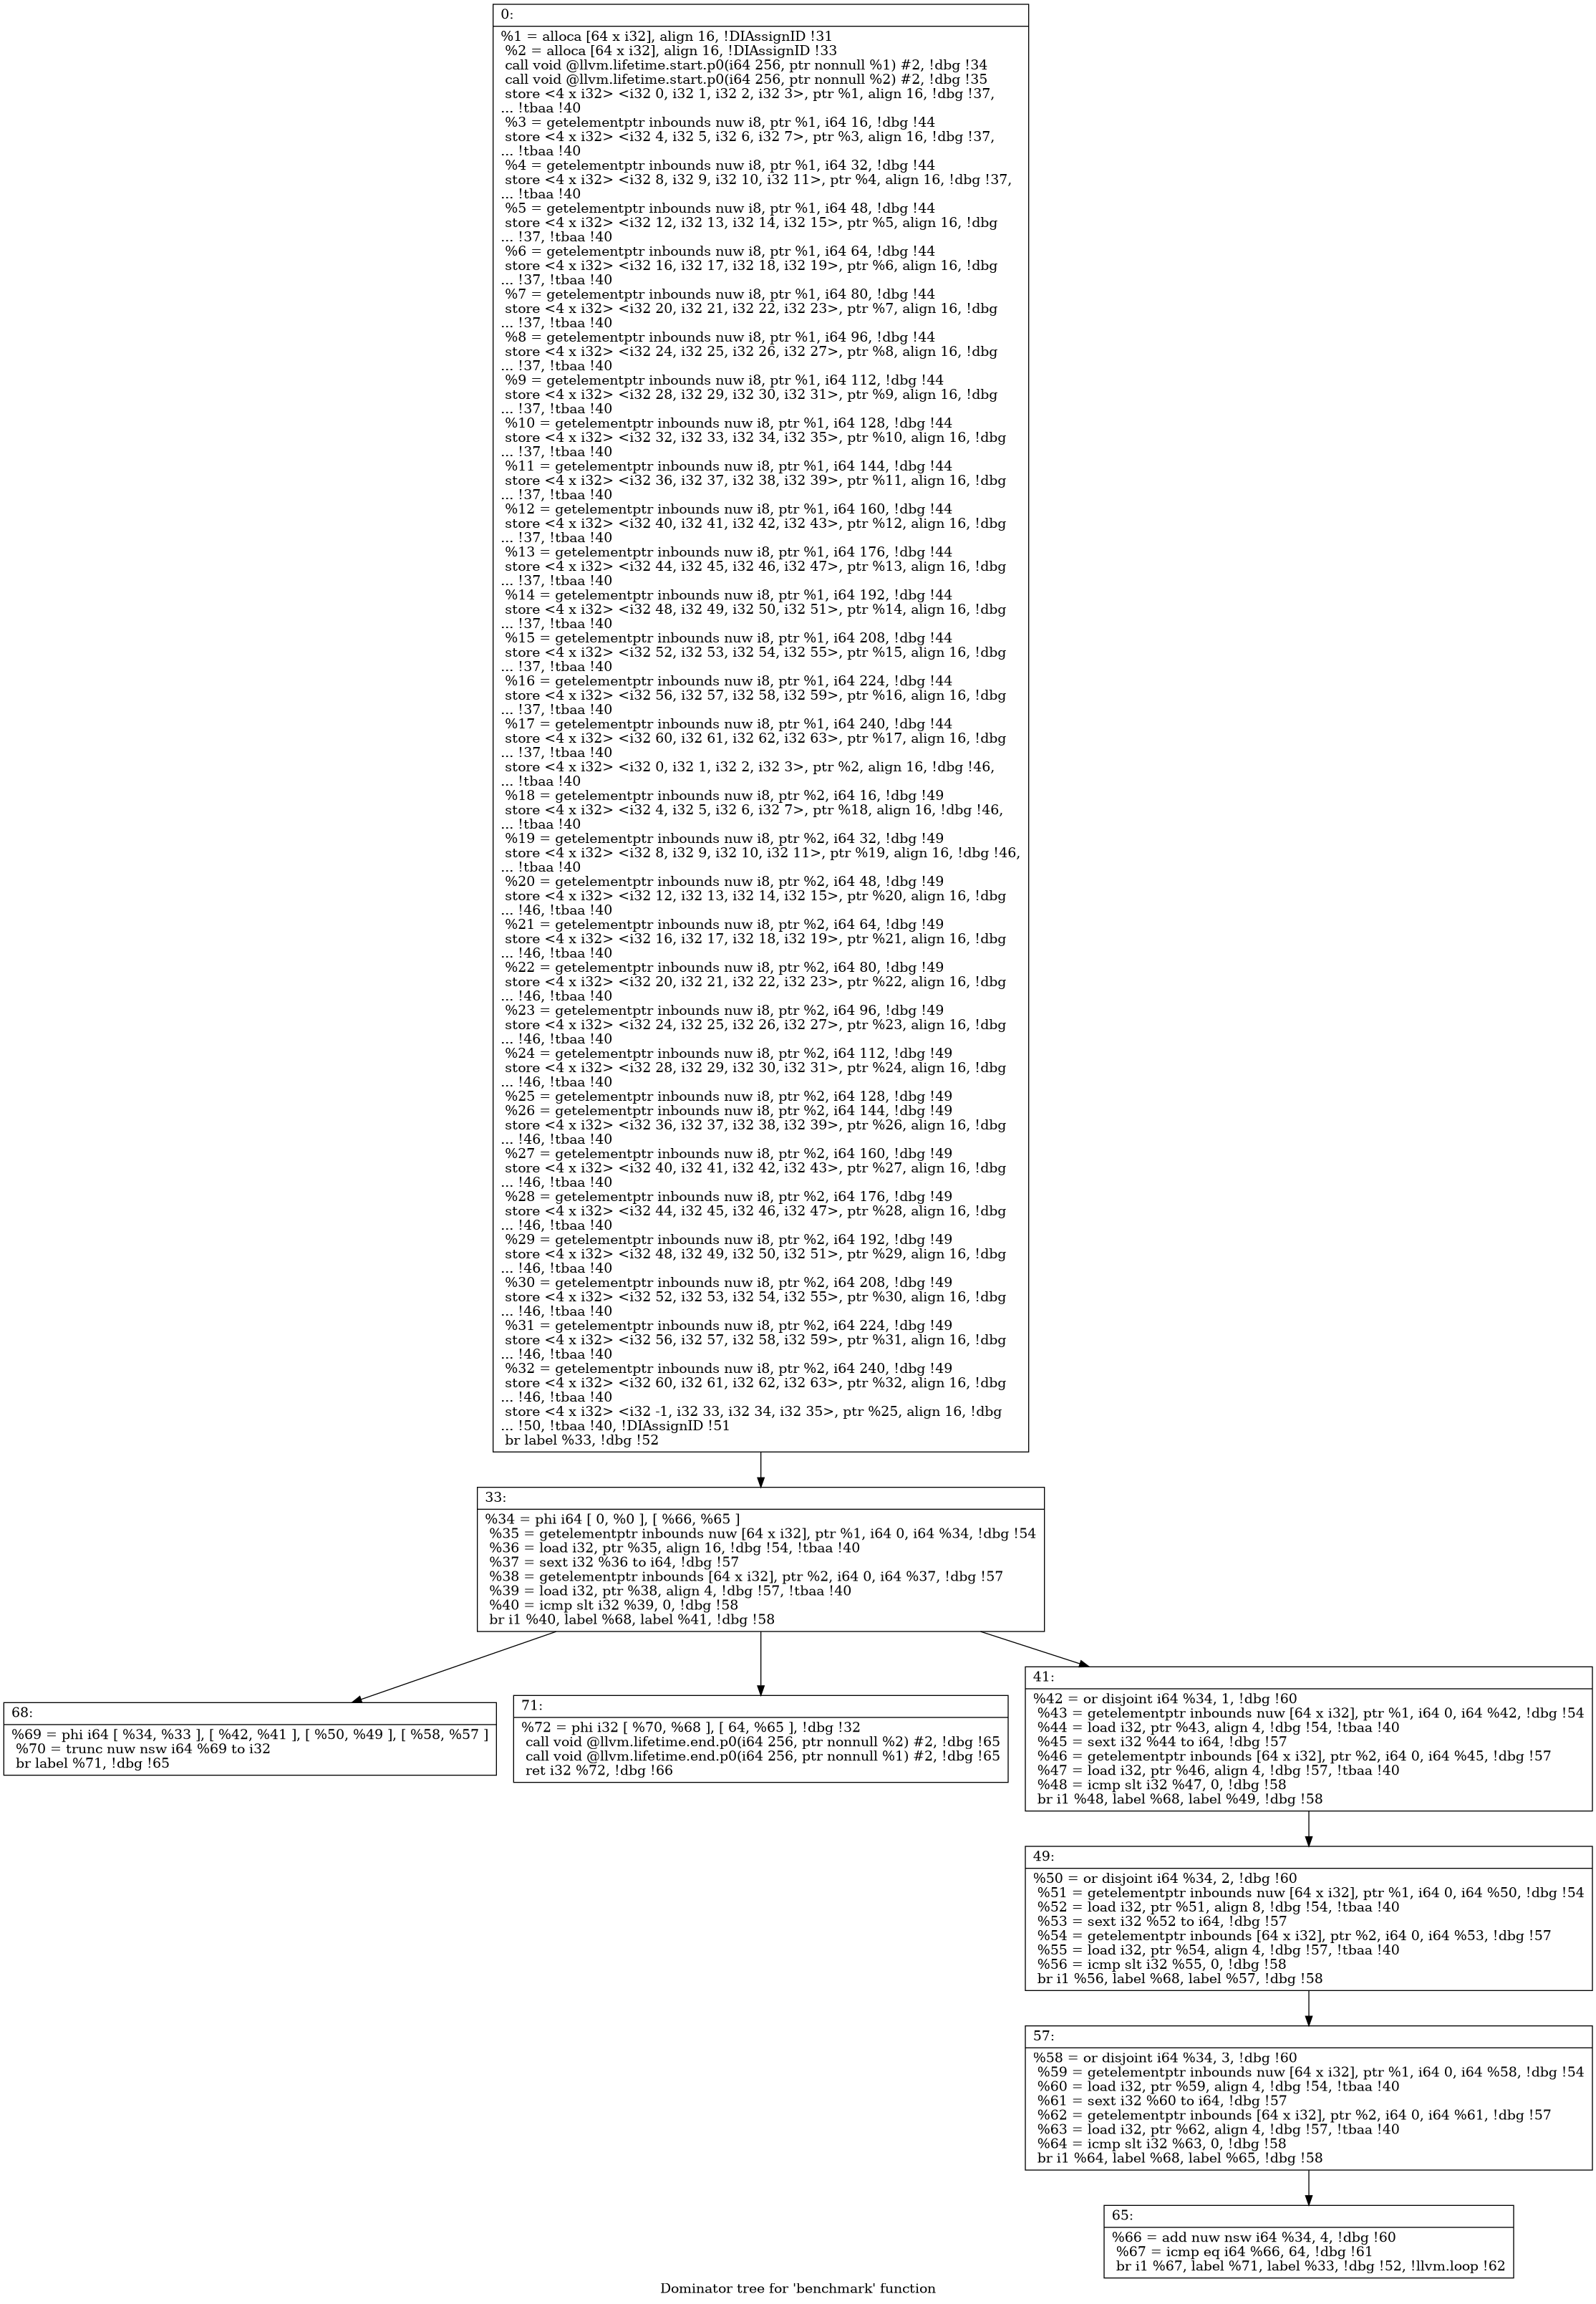 0:
%1 = alloca [64 x i32], align 16, !DIAssignID !31
%2 = alloca [64 x i32], align 16, !DIAssignID !33
call void @llvm.lifetime.start.p0(i64 256, ptr nonnull %1) #2, !dbg !34
call void @llvm.lifetime.start.p0(i64 256, ptr nonnull %2) #2, !dbg !35
store <4 x i32> <i32 0, i32 1, i32 2, i32 3>, ptr %1, align 16, !dbg !37,
... !tbaa !40
%3 = getelementptr inbounds nuw i8, ptr %1, i64 16, !dbg !44
store <4 x i32> <i32 4, i32 5, i32 6, i32 7>, ptr %3, align 16, !dbg !37,
... !tbaa !40
%4 = getelementptr inbounds nuw i8, ptr %1, i64 32, !dbg !44
store <4 x i32> <i32 8, i32 9, i32 10, i32 11>, ptr %4, align 16, !dbg !37,
... !tbaa !40
%5 = getelementptr inbounds nuw i8, ptr %1, i64 48, !dbg !44
store <4 x i32> <i32 12, i32 13, i32 14, i32 15>, ptr %5, align 16, !dbg
... !37, !tbaa !40
%6 = getelementptr inbounds nuw i8, ptr %1, i64 64, !dbg !44
store <4 x i32> <i32 16, i32 17, i32 18, i32 19>, ptr %6, align 16, !dbg
... !37, !tbaa !40
%7 = getelementptr inbounds nuw i8, ptr %1, i64 80, !dbg !44
store <4 x i32> <i32 20, i32 21, i32 22, i32 23>, ptr %7, align 16, !dbg
... !37, !tbaa !40
%8 = getelementptr inbounds nuw i8, ptr %1, i64 96, !dbg !44
store <4 x i32> <i32 24, i32 25, i32 26, i32 27>, ptr %8, align 16, !dbg
... !37, !tbaa !40
%9 = getelementptr inbounds nuw i8, ptr %1, i64 112, !dbg !44
store <4 x i32> <i32 28, i32 29, i32 30, i32 31>, ptr %9, align 16, !dbg
... !37, !tbaa !40
%10 = getelementptr inbounds nuw i8, ptr %1, i64 128, !dbg !44
store <4 x i32> <i32 32, i32 33, i32 34, i32 35>, ptr %10, align 16, !dbg
... !37, !tbaa !40
%11 = getelementptr inbounds nuw i8, ptr %1, i64 144, !dbg !44
store <4 x i32> <i32 36, i32 37, i32 38, i32 39>, ptr %11, align 16, !dbg
... !37, !tbaa !40
%12 = getelementptr inbounds nuw i8, ptr %1, i64 160, !dbg !44
store <4 x i32> <i32 40, i32 41, i32 42, i32 43>, ptr %12, align 16, !dbg
... !37, !tbaa !40
%13 = getelementptr inbounds nuw i8, ptr %1, i64 176, !dbg !44
store <4 x i32> <i32 44, i32 45, i32 46, i32 47>, ptr %13, align 16, !dbg
... !37, !tbaa !40
%14 = getelementptr inbounds nuw i8, ptr %1, i64 192, !dbg !44
store <4 x i32> <i32 48, i32 49, i32 50, i32 51>, ptr %14, align 16, !dbg
... !37, !tbaa !40
%15 = getelementptr inbounds nuw i8, ptr %1, i64 208, !dbg !44
store <4 x i32> <i32 52, i32 53, i32 54, i32 55>, ptr %15, align 16, !dbg
... !37, !tbaa !40
%16 = getelementptr inbounds nuw i8, ptr %1, i64 224, !dbg !44
store <4 x i32> <i32 56, i32 57, i32 58, i32 59>, ptr %16, align 16, !dbg
... !37, !tbaa !40
%17 = getelementptr inbounds nuw i8, ptr %1, i64 240, !dbg !44
store <4 x i32> <i32 60, i32 61, i32 62, i32 63>, ptr %17, align 16, !dbg
... !37, !tbaa !40
store <4 x i32> <i32 0, i32 1, i32 2, i32 3>, ptr %2, align 16, !dbg !46,
... !tbaa !40
%18 = getelementptr inbounds nuw i8, ptr %2, i64 16, !dbg !49
store <4 x i32> <i32 4, i32 5, i32 6, i32 7>, ptr %18, align 16, !dbg !46,
... !tbaa !40
%19 = getelementptr inbounds nuw i8, ptr %2, i64 32, !dbg !49
store <4 x i32> <i32 8, i32 9, i32 10, i32 11>, ptr %19, align 16, !dbg !46,
... !tbaa !40
%20 = getelementptr inbounds nuw i8, ptr %2, i64 48, !dbg !49
store <4 x i32> <i32 12, i32 13, i32 14, i32 15>, ptr %20, align 16, !dbg
... !46, !tbaa !40
%21 = getelementptr inbounds nuw i8, ptr %2, i64 64, !dbg !49
store <4 x i32> <i32 16, i32 17, i32 18, i32 19>, ptr %21, align 16, !dbg
... !46, !tbaa !40
%22 = getelementptr inbounds nuw i8, ptr %2, i64 80, !dbg !49
store <4 x i32> <i32 20, i32 21, i32 22, i32 23>, ptr %22, align 16, !dbg
... !46, !tbaa !40
%23 = getelementptr inbounds nuw i8, ptr %2, i64 96, !dbg !49
store <4 x i32> <i32 24, i32 25, i32 26, i32 27>, ptr %23, align 16, !dbg
... !46, !tbaa !40
%24 = getelementptr inbounds nuw i8, ptr %2, i64 112, !dbg !49
store <4 x i32> <i32 28, i32 29, i32 30, i32 31>, ptr %24, align 16, !dbg
... !46, !tbaa !40
%25 = getelementptr inbounds nuw i8, ptr %2, i64 128, !dbg !49
%26 = getelementptr inbounds nuw i8, ptr %2, i64 144, !dbg !49
store <4 x i32> <i32 36, i32 37, i32 38, i32 39>, ptr %26, align 16, !dbg
... !46, !tbaa !40
%27 = getelementptr inbounds nuw i8, ptr %2, i64 160, !dbg !49
store <4 x i32> <i32 40, i32 41, i32 42, i32 43>, ptr %27, align 16, !dbg
... !46, !tbaa !40
%28 = getelementptr inbounds nuw i8, ptr %2, i64 176, !dbg !49
store <4 x i32> <i32 44, i32 45, i32 46, i32 47>, ptr %28, align 16, !dbg
... !46, !tbaa !40
%29 = getelementptr inbounds nuw i8, ptr %2, i64 192, !dbg !49
store <4 x i32> <i32 48, i32 49, i32 50, i32 51>, ptr %29, align 16, !dbg
... !46, !tbaa !40
%30 = getelementptr inbounds nuw i8, ptr %2, i64 208, !dbg !49
store <4 x i32> <i32 52, i32 53, i32 54, i32 55>, ptr %30, align 16, !dbg
... !46, !tbaa !40
%31 = getelementptr inbounds nuw i8, ptr %2, i64 224, !dbg !49
store <4 x i32> <i32 56, i32 57, i32 58, i32 59>, ptr %31, align 16, !dbg
... !46, !tbaa !40
%32 = getelementptr inbounds nuw i8, ptr %2, i64 240, !dbg !49
store <4 x i32> <i32 60, i32 61, i32 62, i32 63>, ptr %32, align 16, !dbg
... !46, !tbaa !40
store <4 x i32> <i32 -1, i32 33, i32 34, i32 35>, ptr %25, align 16, !dbg
... !50, !tbaa !40, !DIAssignID !51
br label %33, !dbg !52
33:
%34 = phi i64 [ 0, %0 ], [ %66, %65 ]
%35 = getelementptr inbounds nuw [64 x i32], ptr %1, i64 0, i64 %34, !dbg !54
%36 = load i32, ptr %35, align 16, !dbg !54, !tbaa !40
%37 = sext i32 %36 to i64, !dbg !57
%38 = getelementptr inbounds [64 x i32], ptr %2, i64 0, i64 %37, !dbg !57
%39 = load i32, ptr %38, align 4, !dbg !57, !tbaa !40
%40 = icmp slt i32 %39, 0, !dbg !58
br i1 %40, label %68, label %41, !dbg !58
68:
%69 = phi i64 [ %34, %33 ], [ %42, %41 ], [ %50, %49 ], [ %58, %57 ]
%70 = trunc nuw nsw i64 %69 to i32
br label %71, !dbg !65
71:
%72 = phi i32 [ %70, %68 ], [ 64, %65 ], !dbg !32
call void @llvm.lifetime.end.p0(i64 256, ptr nonnull %2) #2, !dbg !65
call void @llvm.lifetime.end.p0(i64 256, ptr nonnull %1) #2, !dbg !65
ret i32 %72, !dbg !66
41:
%42 = or disjoint i64 %34, 1, !dbg !60
%43 = getelementptr inbounds nuw [64 x i32], ptr %1, i64 0, i64 %42, !dbg !54
%44 = load i32, ptr %43, align 4, !dbg !54, !tbaa !40
%45 = sext i32 %44 to i64, !dbg !57
%46 = getelementptr inbounds [64 x i32], ptr %2, i64 0, i64 %45, !dbg !57
%47 = load i32, ptr %46, align 4, !dbg !57, !tbaa !40
%48 = icmp slt i32 %47, 0, !dbg !58
br i1 %48, label %68, label %49, !dbg !58
49:
%50 = or disjoint i64 %34, 2, !dbg !60
%51 = getelementptr inbounds nuw [64 x i32], ptr %1, i64 0, i64 %50, !dbg !54
%52 = load i32, ptr %51, align 8, !dbg !54, !tbaa !40
%53 = sext i32 %52 to i64, !dbg !57
%54 = getelementptr inbounds [64 x i32], ptr %2, i64 0, i64 %53, !dbg !57
%55 = load i32, ptr %54, align 4, !dbg !57, !tbaa !40
%56 = icmp slt i32 %55, 0, !dbg !58
br i1 %56, label %68, label %57, !dbg !58
57:
%58 = or disjoint i64 %34, 3, !dbg !60
%59 = getelementptr inbounds nuw [64 x i32], ptr %1, i64 0, i64 %58, !dbg !54
%60 = load i32, ptr %59, align 4, !dbg !54, !tbaa !40
%61 = sext i32 %60 to i64, !dbg !57
%62 = getelementptr inbounds [64 x i32], ptr %2, i64 0, i64 %61, !dbg !57
%63 = load i32, ptr %62, align 4, !dbg !57, !tbaa !40
%64 = icmp slt i32 %63, 0, !dbg !58
br i1 %64, label %68, label %65, !dbg !58
65:
%66 = add nuw nsw i64 %34, 4, !dbg !60
%67 = icmp eq i64 %66, 64, !dbg !61
br i1 %67, label %71, label %33, !dbg !52, !llvm.loop !62
Dominator tree for 'benchmark' function